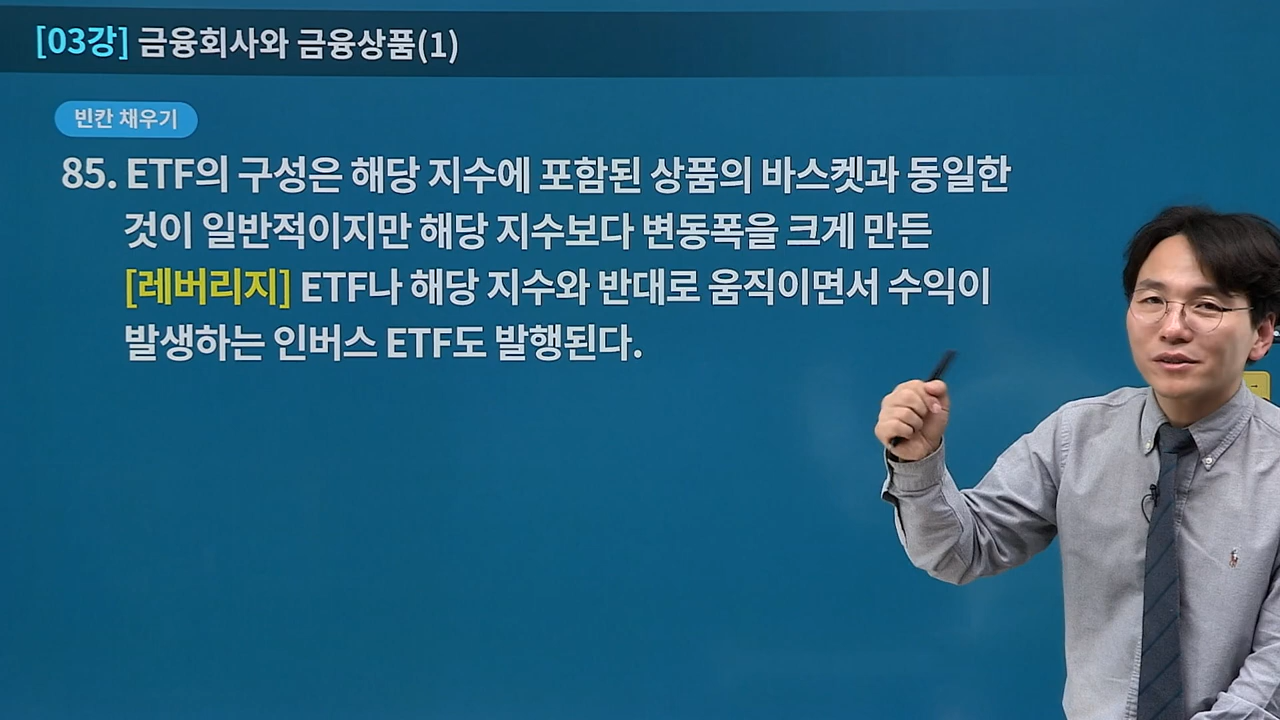 [03강] 금융회사와 금융상품(1)
빈칸 채우기
85. ETF의 구성은 해당 지수에 포함된 상품의 바스켓과 동일한
것이 일반적이지만 해당 지수보다 변동폭을 크게 만든
[레버리지] ETF나 해당 지수와 반대로 움직이면서 수익이
발생하는 인버스 ETF도 발행된다.